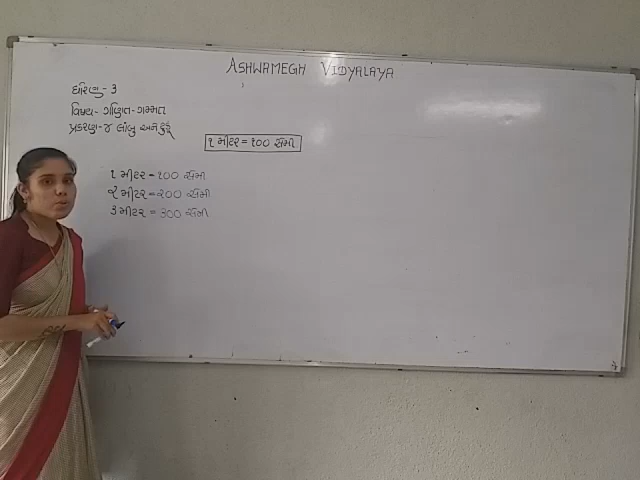 ASHWAMEGH VIDYALAYA
ધોરણ - ૩
વિષય - ગણિત - ગમ્મત
પ્રકરણ - ૪ લાંબુ અને ટૂંકું
૧ મીટર = ૧૦૦ સેમી
૧ મીટર = ૧૦૦ સેમી
૨ મીટર = ૨૦૦ સેમી
૩ મીટર = ૩૦૦ સેમી